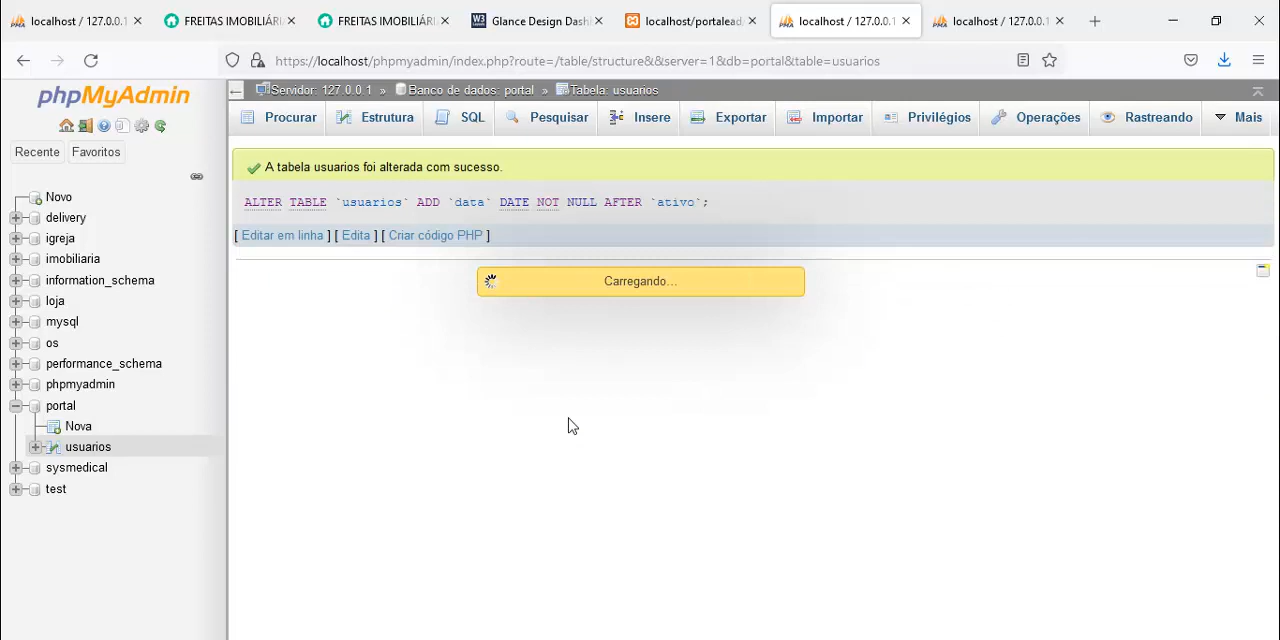 localhost / 127.0.0.1
FREITAS IMOBILIÁRI
FREITAS IMOBILIÁRI
Glance Design Dash
localhost/portalead/
localhost / 127.0.0.1
localhost / 127.0.0.1
https://localhost/phpmyadmin/index.php?route=/table/structure&&server=1&db=portal&table=usuarios
phpMyAdmin
Recente Favoritos
Novo
delivery
igreja
imobiliaria
information_schema
loja
mysql
os
performance_schema
phpmyadmin
portal
Nova
usuarios
sysmedical
test
Servidor: 127.0.0.1 » Banco de dados: portal » Tabela: usuarios
Procurar Estrutura SQL Pesquisar Insere Exportar Importar Privilégios Operações Rastreando Mais
A tabela usuarios foi alterada com sucesso.
ALTER TABLE `usuarios` ADD `data` DATE NOT NULL AFTER `ativo`;
[ Editar em linha ] [ Edita ] [ Criar código PHP ]
Carregando...